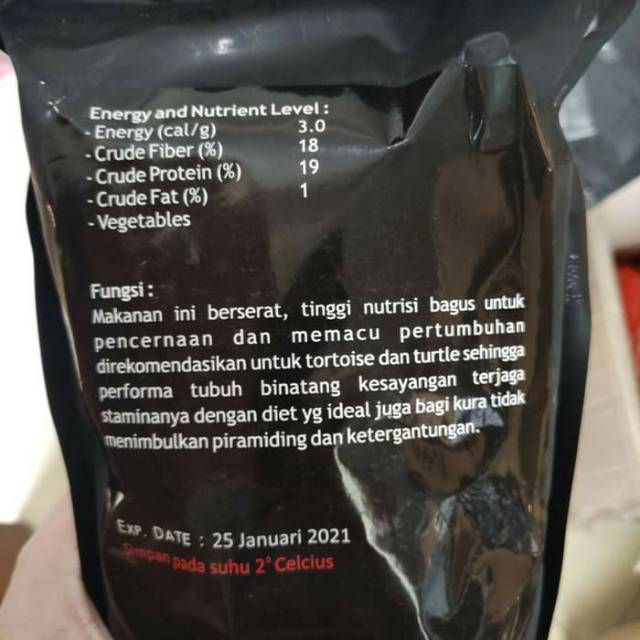 Energy and Nutrient Level :
- Energy (cal/g) 3.0
- Crude Fiber (%) 18
- Crude Protein (%) 19
- Crude Fat (%) 1
- Vegetables
Fungsi :
Makanan ini berserat, tinggi nutrisi bagus untuk
pencernaan dan memacu pertumbuhan
direkomendasikan untuk tortoise dan turtle sehingga
performa tubuh binatang kesayangan terjaga
staminanya dengan diet yg ideal juga bagi kura tidak
menimbulkan piramiding dan ketergantungan.
EXP. DATE : 25 Januari 2021
Simpan pada suhu 2° Celcius